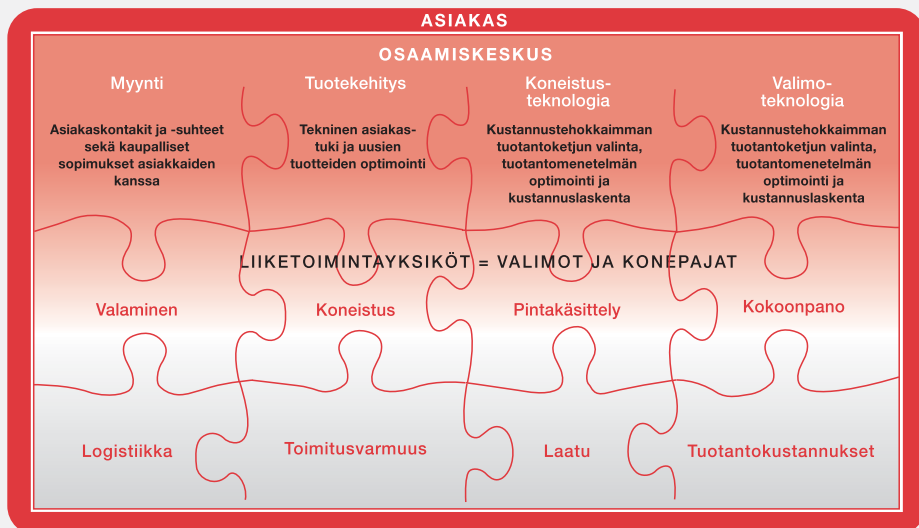 ASIAKAS
OSAAMISKESKUS
Myynti
Asiakaskontakit ja -suhteet
sekä kaupalliset
sopimukset asiakkaiden
kanssa
Tuotekehitys
Tekninen asiakas-
tuki ja uusien
tuotteiden optimointi
Koneistus-
teknologia
Kustannustehokkaimman
tuotantoketjun valinta,
tuotantomenetelmän
optimointi ja
kustannuslaskenta
Valimo-
teknologia
Kustannustehokkaimman
tuotantoketjun valinta,
tuotantomenetelmän
optimointi ja
kustannuslaskenta
LIIKETOIMINTAYKSIKÖT = VALIMOT JA KONEPAJAT
Valaminen
Koneistus
Pintakäsittely
Kokoonpano
Logistiikka
Toimitusvarmuus
Laatu
Tuotantokustannukset